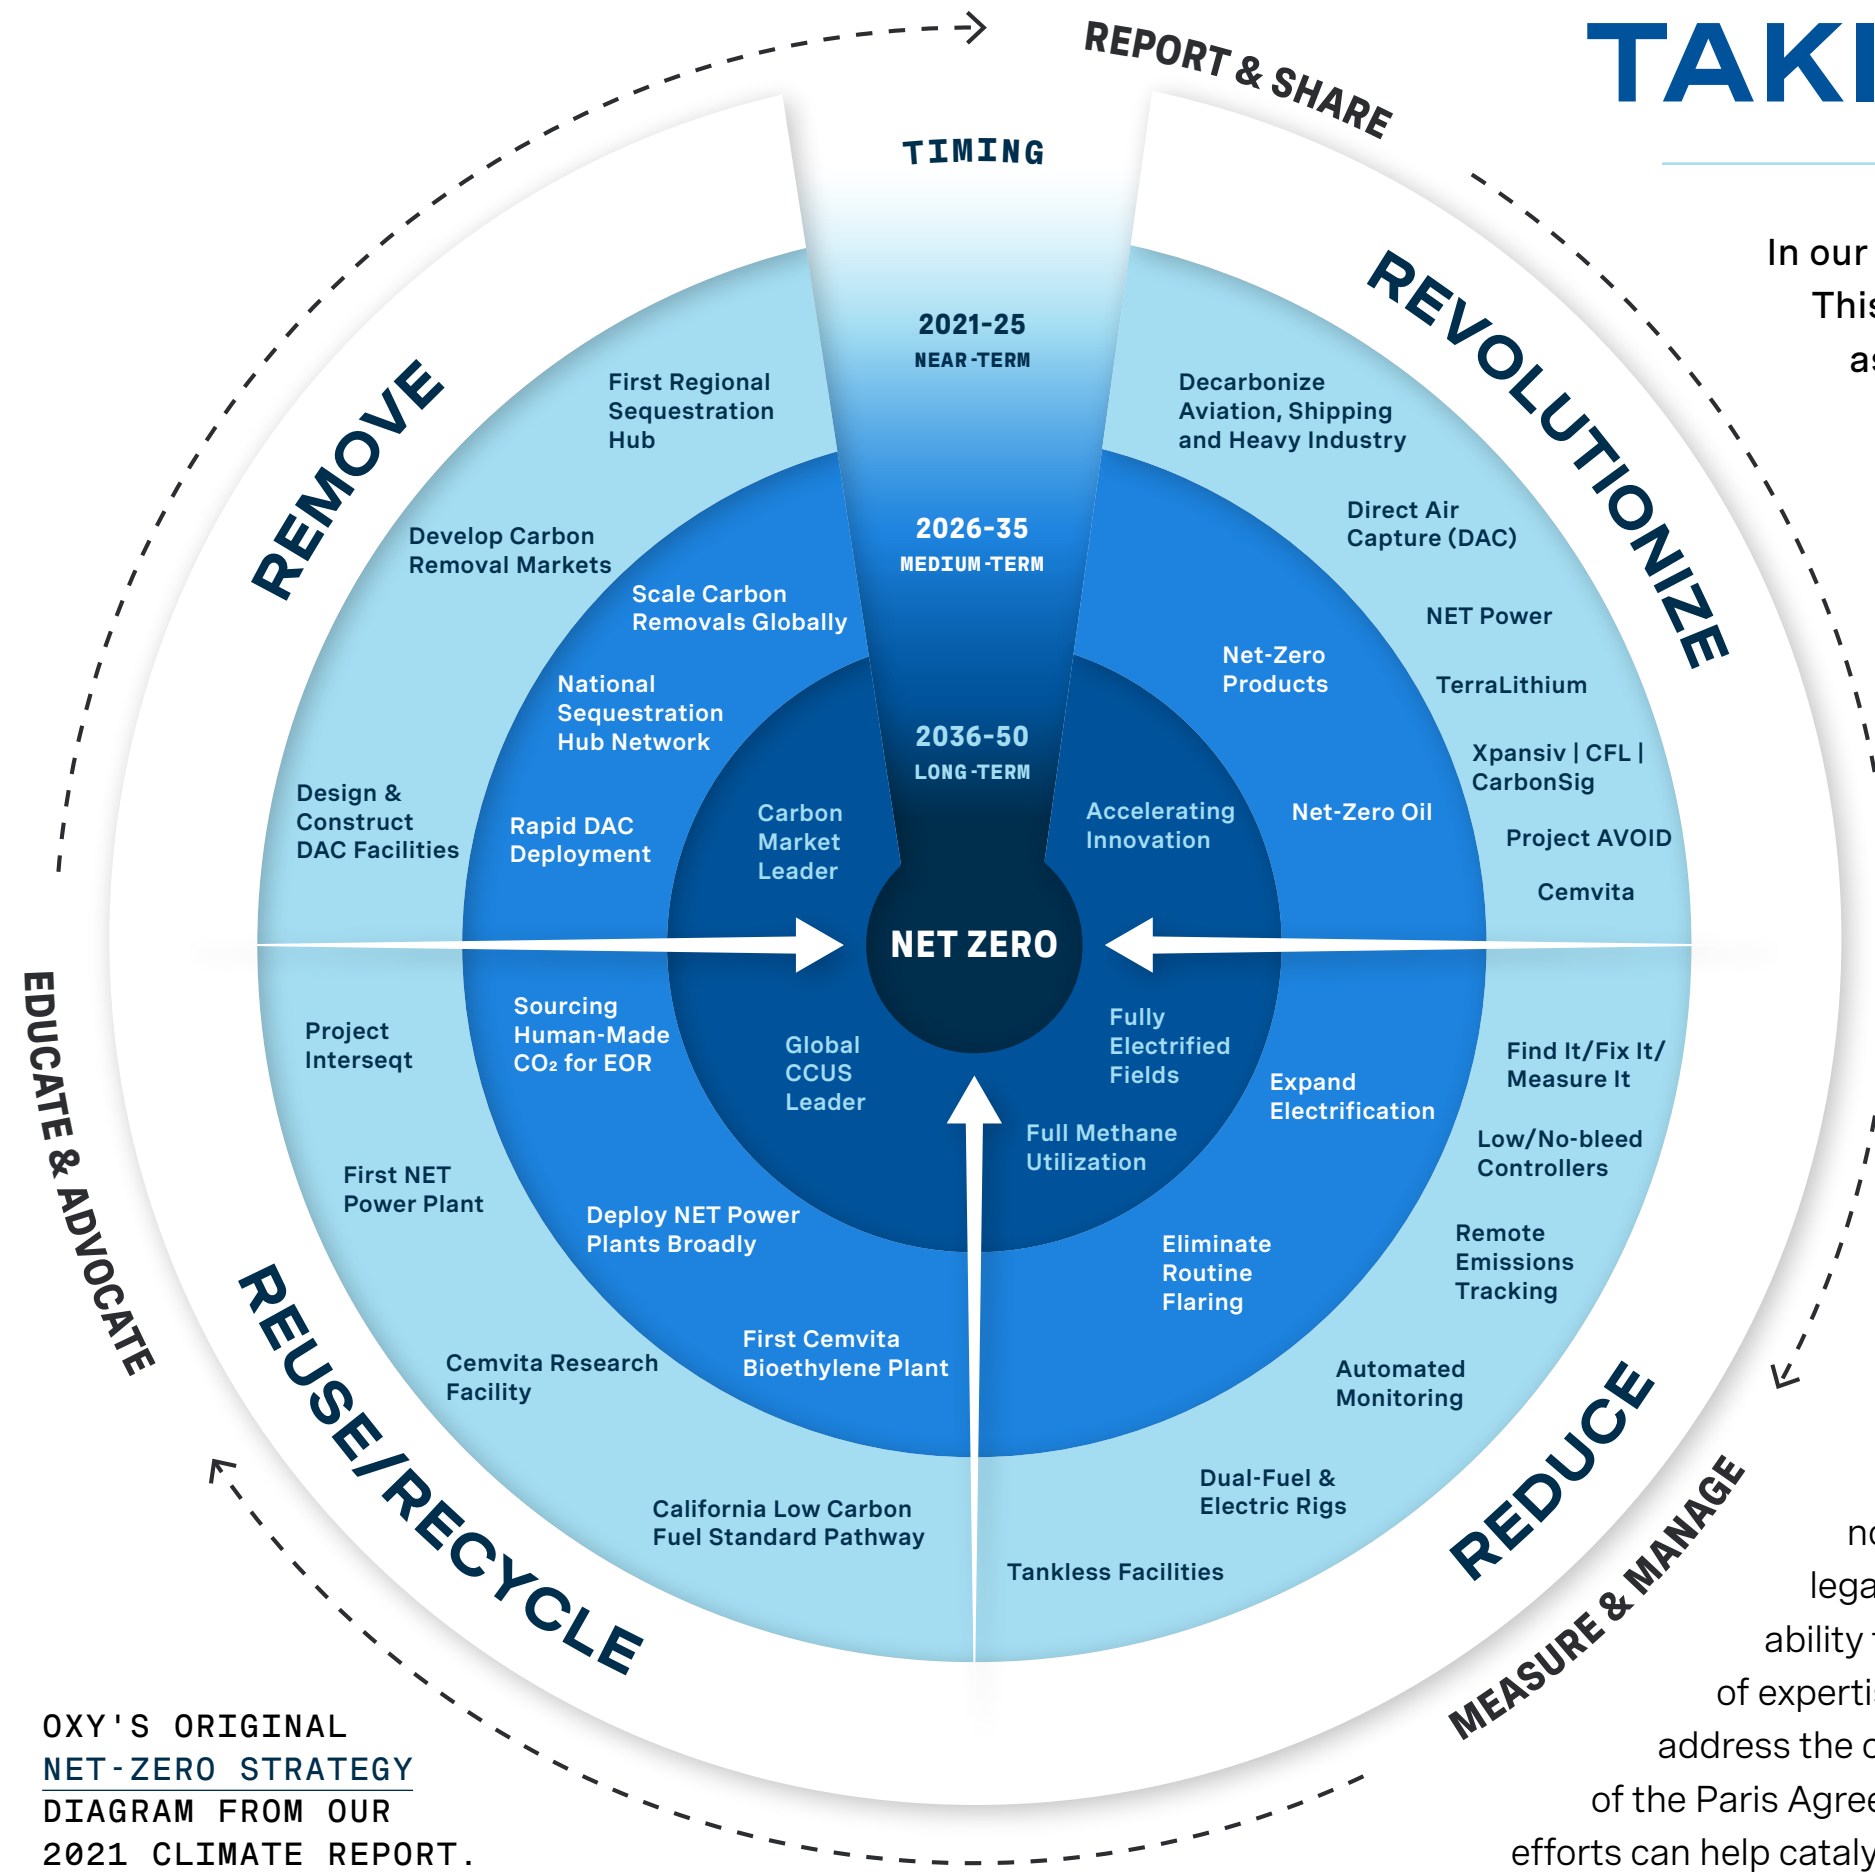 TAKI
In our
This
as
REPORT & SHARE
TIMING
2021-25
NEAR-TERM
2026-35
MEDIUM-TERM
2036-50
LONG-TERM
NET ZERO
REVOLUTIONIZE
Decarbonize
Aviation, Shipping
and Heavy Industry
Direct Air
Capture (DAC)
NET Power
TerraLithium
Xpansiv | CFL |
CarbonSig
Project AVOID
Cemvita
Net-Zero
Products
Net-Zero Oil
Accelerating
Innovation
REDUCE
Find It/Fix It/
Measure It
Low/No-bleed
Controllers
Remote
Emissions
Tracking
Automated
Monitoring
Dual-Fuel &
Electric Rigs
Tankless Facilities
Expand
Electrification
Eliminate
Routine
Flaring
Fully
Electrified
Fields
Full Methane
Utilization
MEASURE & MANAGE
REUSE/RECYCLE
Project
Interseqt
First NET
Power Plant
Cemvita Research
Facility
California Low Carbon
Fuel Standard Pathway
Sourcing
Human-Made
CO₂ for EOR
Deploy NET Power
Plants Broadly
First Cemvita
Bioethylene Plant
Global
CCUS
Leader
EDUCATE & ADVOCATE
REMOVE
First Regional
Sequestration
Hub
Develop Carbon
Removal Markets
Design &
Construct
DAC Facilities
Scale Carbon
Removals Globally
National
Sequestration
Hub Network
Rapid DAC
Deployment
Carbon
Market
Leader
OXY'S ORIGINAL
NET-ZERO STRATEGY
DIAGRAM FROM OUR
2021 CLIMATE REPORT.
lega
ability
of experti
address the
of the Paris Agree
efforts can help cataly